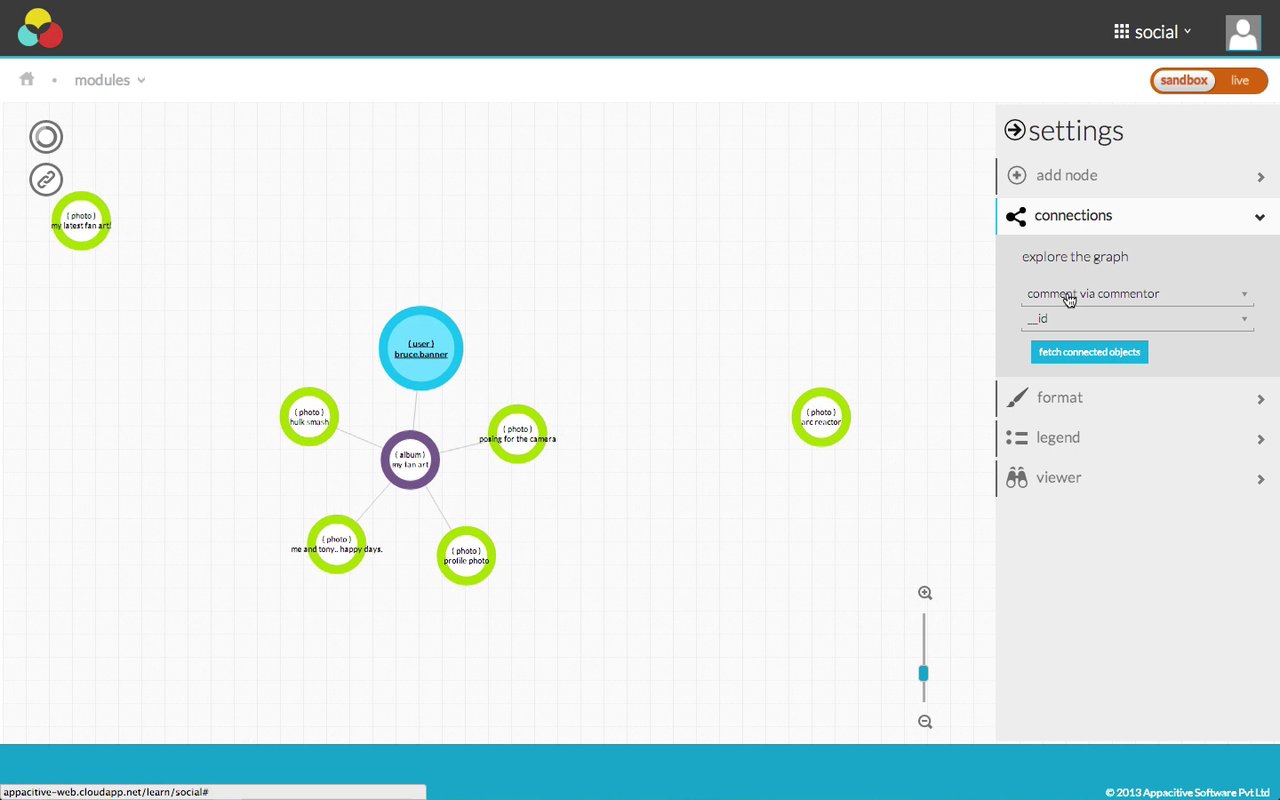 social
modules
sandbox live
settings
add node
connections
explore the graph
comment via commentor
__id
fetch connected objects
format
legend
viewer
( photo )
my latest fan art!
( user )
bruce.banner
( photo )
hulk smash
( photo )
posing for the camera
( photo )
arc reactor
( album )
my fan art
( photo )
me and tony.. happy days.
( photo )
profile photo
appacitive-web.cloudapp.net/learn/social#
© 2013 Appacitive Software Pvt Ltd